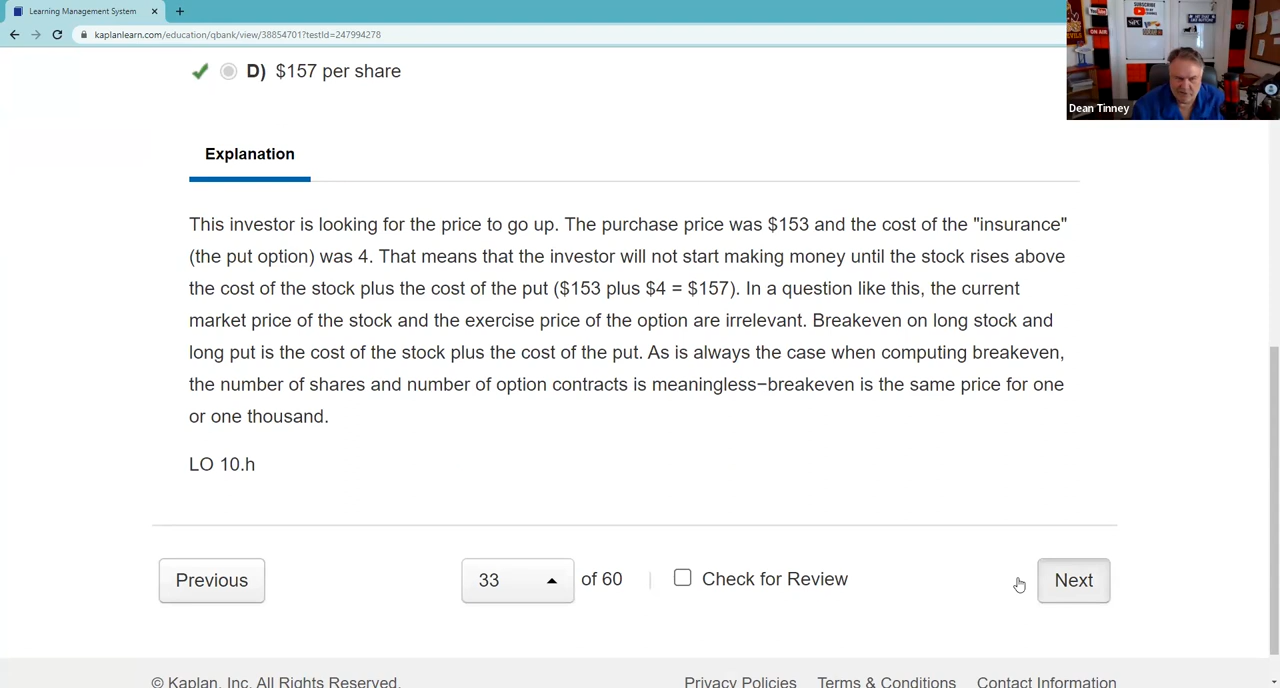 Learning Management System
kaplanlearn.com/education/qbank/view/38854701?testId=247994278
D) $157 per share
Dean Tinney
YouTube
SUBSCRIBE
ON AIR
SIPC
Explanation
This investor is looking for the price to go up. The purchase price was $153 and the cost of the "insurance"
(the put option) was 4. That means that the investor will not start making money until the stock rises above
the cost of the stock plus the cost of the put ($153 plus $4 = $157). In a question like this, the current
market price of the stock and the exercise price of the option are irrelevant. Breakeven on long stock and
long put is the cost of the stock plus the cost of the put. As is always the case when computing breakeven,
the number of shares and number of option contracts is meaningless−breakeven is the same price for one
or one thousand.
LO 10.h
Previous
33
of 60
Check for Review
Next
© Kaplan, Inc. All Rights Reserved.
Privacy Policies
Terms & Conditions
Contact Information